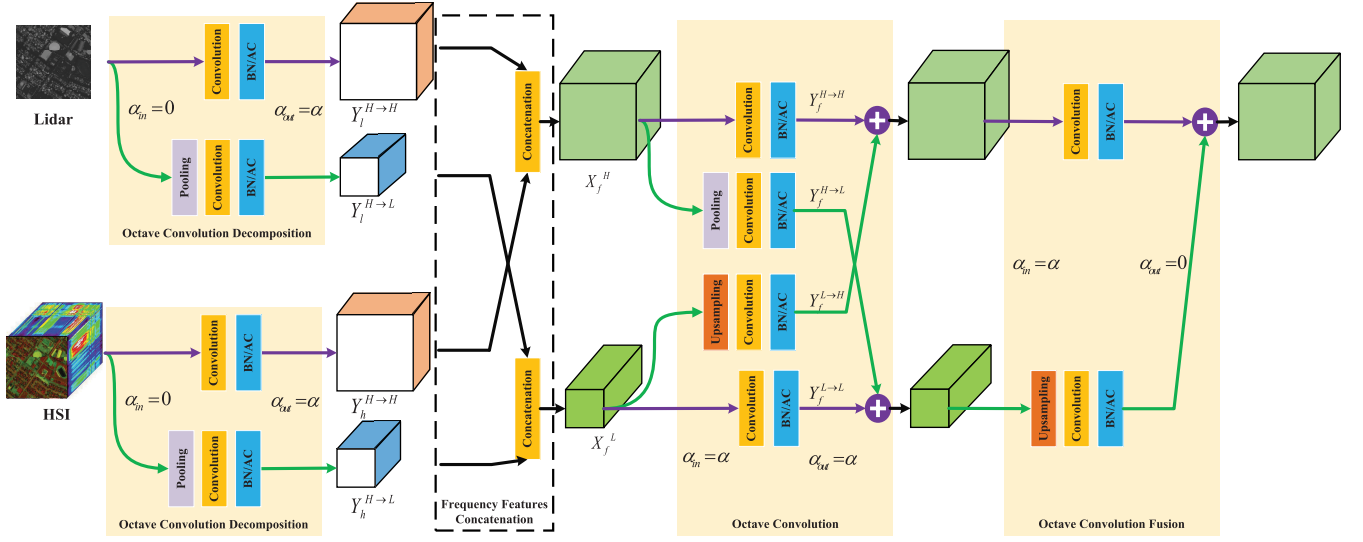 Lidar
α_in = 0
Convolution
BN/AC
α_out = α
Pooling
Convolution
BN/AC
Octave Convolution Decomposition
Y_l^{H→H}
Y_l^{H→L}
HSI
α_in = 0
Convolution
BN/AC
α_out = α
Pooling
Convolution
BN/AC
Octave Convolution Decomposition
Y_h^{H→H}
Y_h^{H→L}
Concatenation
Concatenation
Frequency Features
Concatenation
X_f^H
X_f^L
Convolution
BN/AC
Y_f^{H→H}
Pooling
Convolution
BN/AC
Y_f^{H→L}
Upsampling
Convolution
BN/AC
Y_f^{L→H}
Convolution
BN/AC
Y_f^{L→L}
α_in = α
α_out = α
Octave Convolution
Convolution
BN/AC
α_in = α
α_out = 0
Upsampling
Convolution
BN/AC
Octave Convolution Fusion